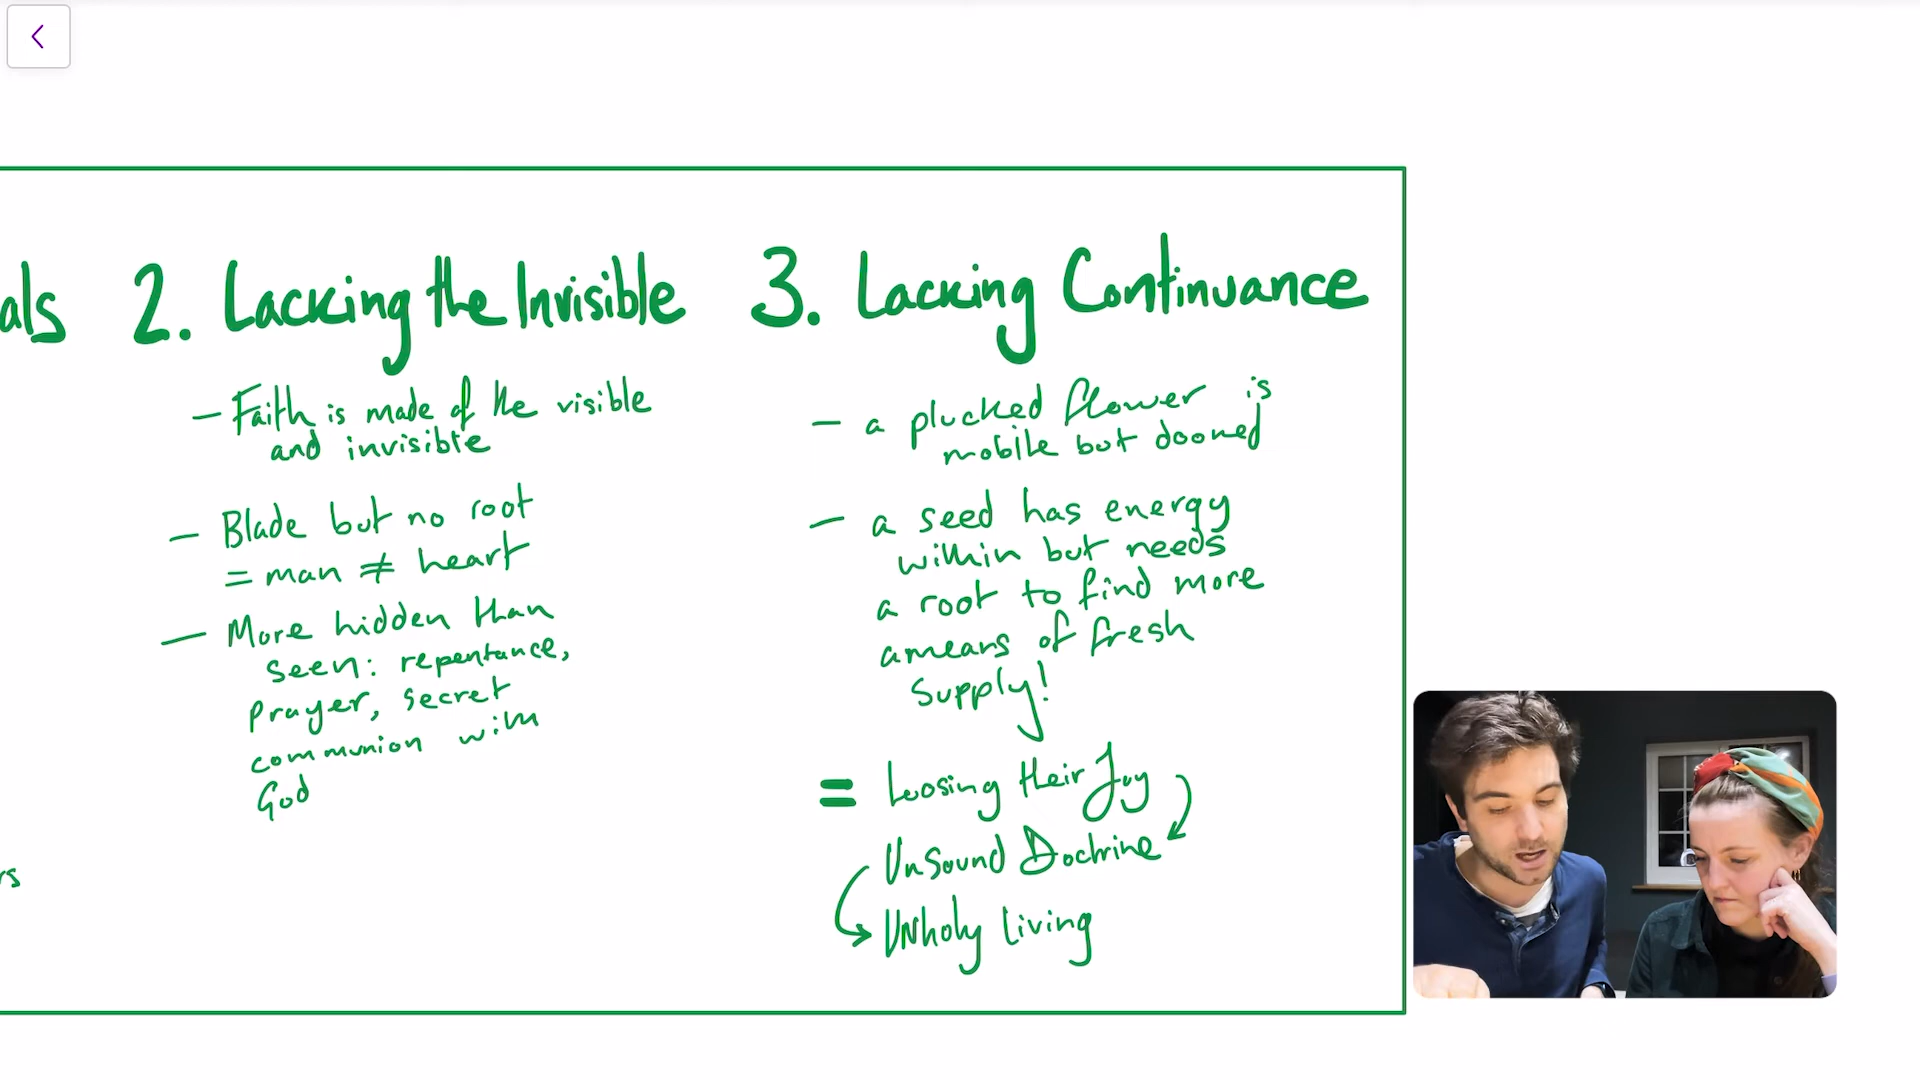 als
rs
2. Lacking the Invisible
– Faith is made of the visible
and invisible
– Blade but no root
= man ≠ heart
– More hidden than
seen: repentance,
prayer, secret
communion with
God
3. Lacking Continuance
– a plucked flower is
mobile but doomed
– a seed has energy
within but needs
a root to find more
a means of fresh
supply!
= Loosing their Joy
Unsound Doctrine
Unholy Living